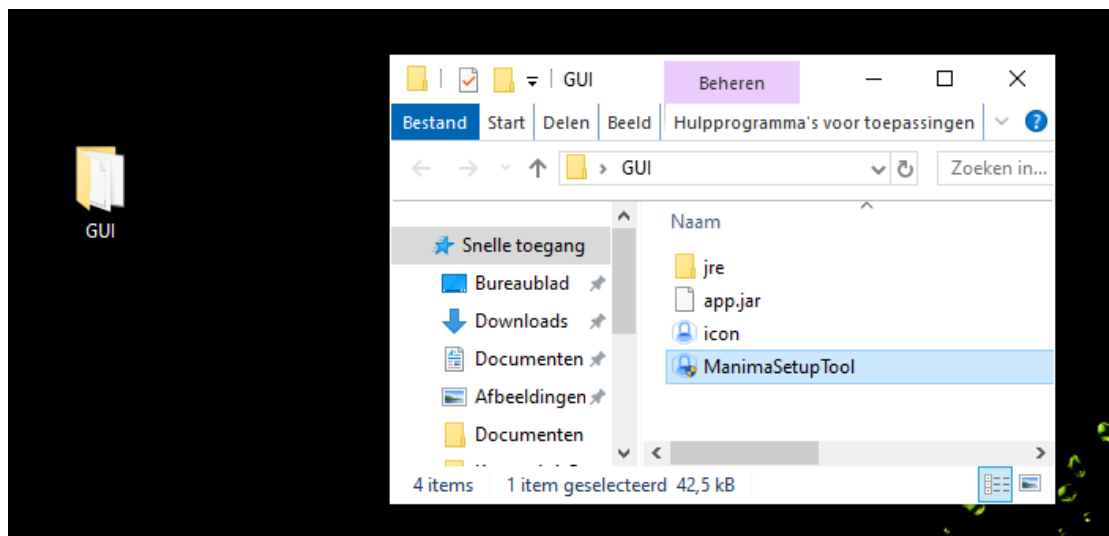 GUI
GUI
Beheren
Bestand Start Delen Beeld Hulpprogramma's voor toepassingen
GUI
Zoeken in...
Naam
Snelle toegang
Bureaublad
Downloads
Documenten
Afbeeldingen
Documenten
jre
app.jar
icon
ManimaSetupTool
4 items 1 item geselecteerd 42,5 kB